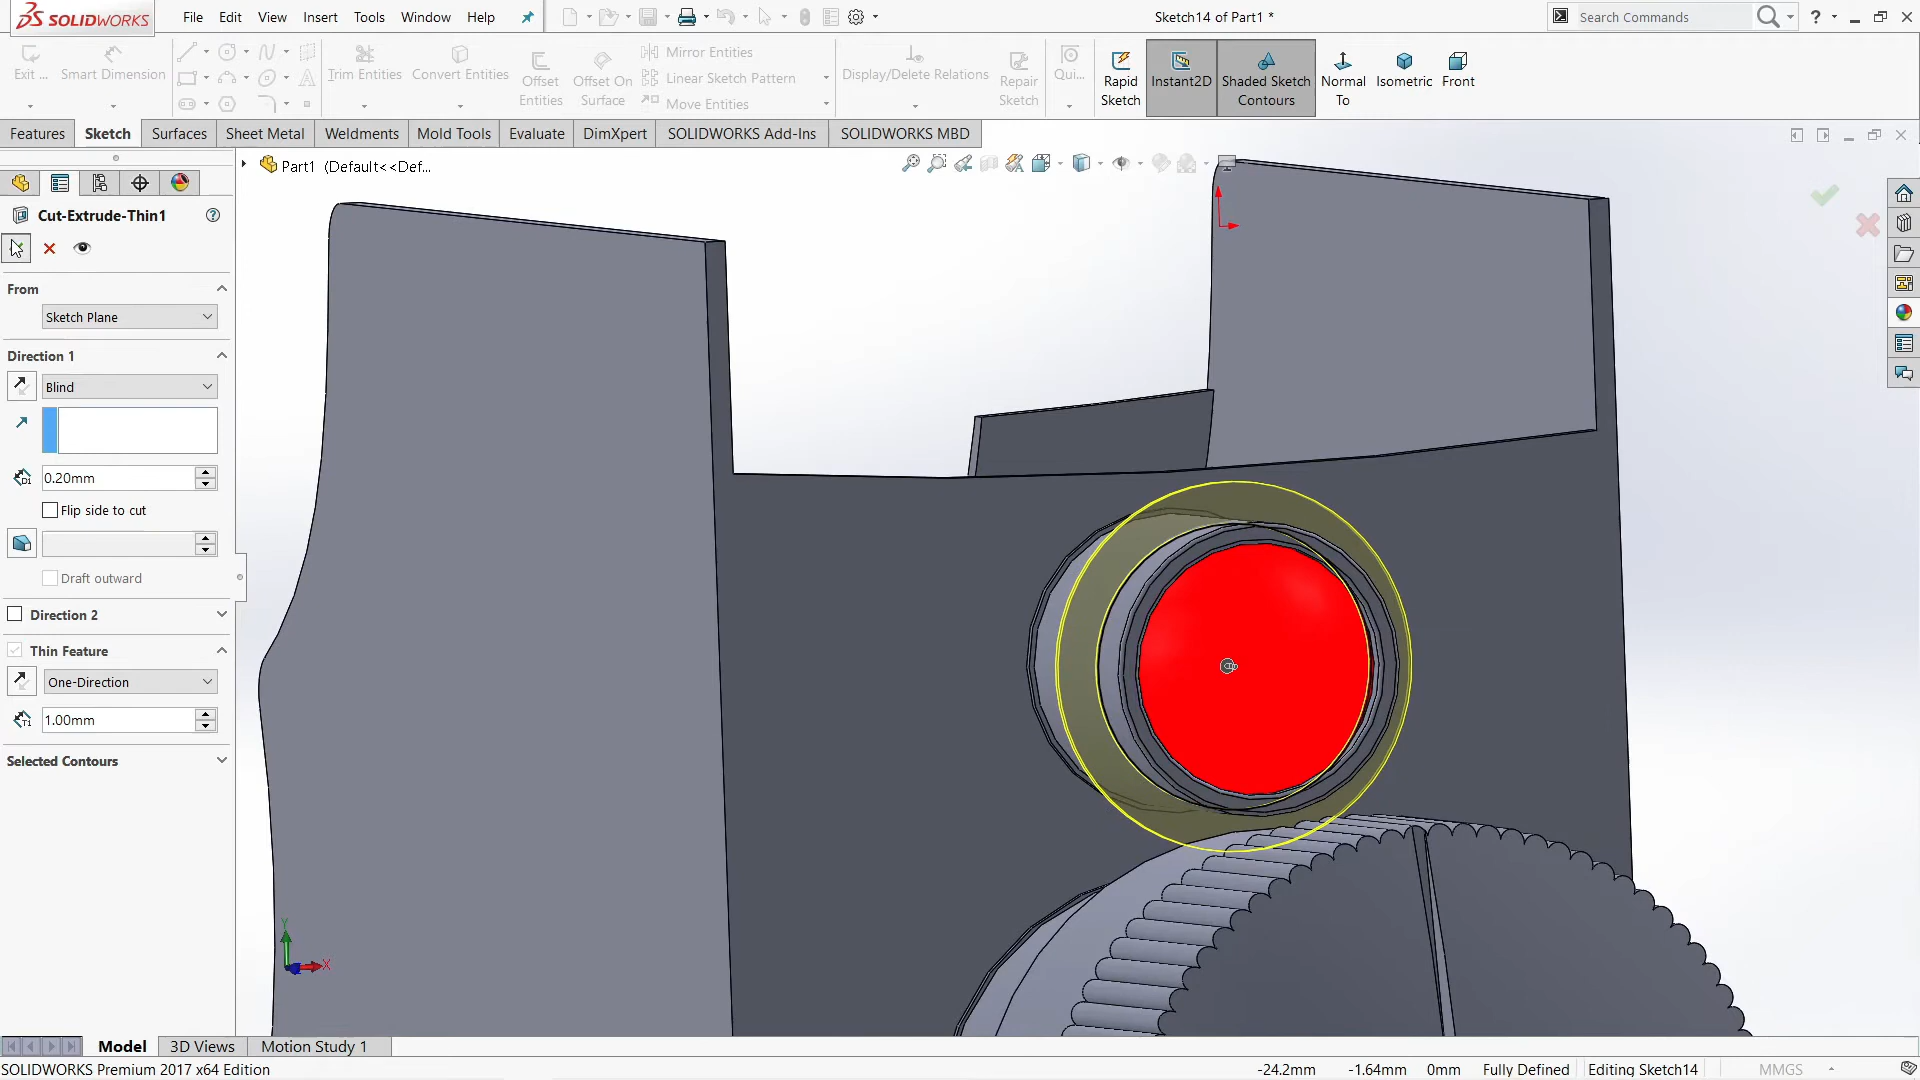 SOLIDWORKS
File Edit View Insert Tools Window Help
Sketch14 of Part1 *
Search Commands
?
Exit ...
Smart Dimension
Trim Entities
Convert Entities
Offset Entities
Offset On Surface
Mirror Entities
Linear Sketch Pattern
Move Entities
Display/Delete Relations
Repair Sketch
Qui...
Rapid Sketch
Instant2D
Shaded Sketch Contours
Normal To
Isometric
Front
Features Sketch Surfaces Sheet Metal Weldments Mold Tools Evaluate DimXpert SOLIDWORKS Add-Ins SOLIDWORKS MBD
Part1 (Default<<Def...
Cut-Extrude-Thin1
?
From
Sketch Plane
Direction 1
Blind
D1
0.20mm
Flip side to cut
Draft outward
Direction 2
Thin Feature
One-Direction
T1
1.00mm
Selected Contours
Y
X
Model 3D Views Motion Study 1
SOLIDWORKS Premium 2017 x64 Edition
-24.2mm -1.64mm 0mm Fully Defined Editing Sketch14 MMGS